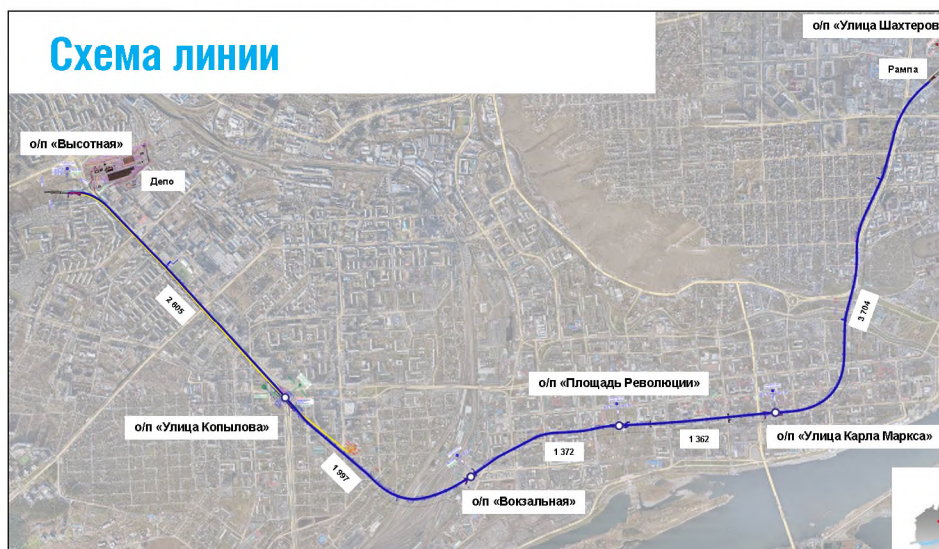 Схема линии
о/п «Улица Шахтеров
Рампа
о/п «Высотная»
Депо
2 605
3 704
о/п «Площадь Революции»
о/п «Улица Копылова»
1 997
1 372
1 362
о/п «Улица Карла Маркса»
о/п «Вокзальная»